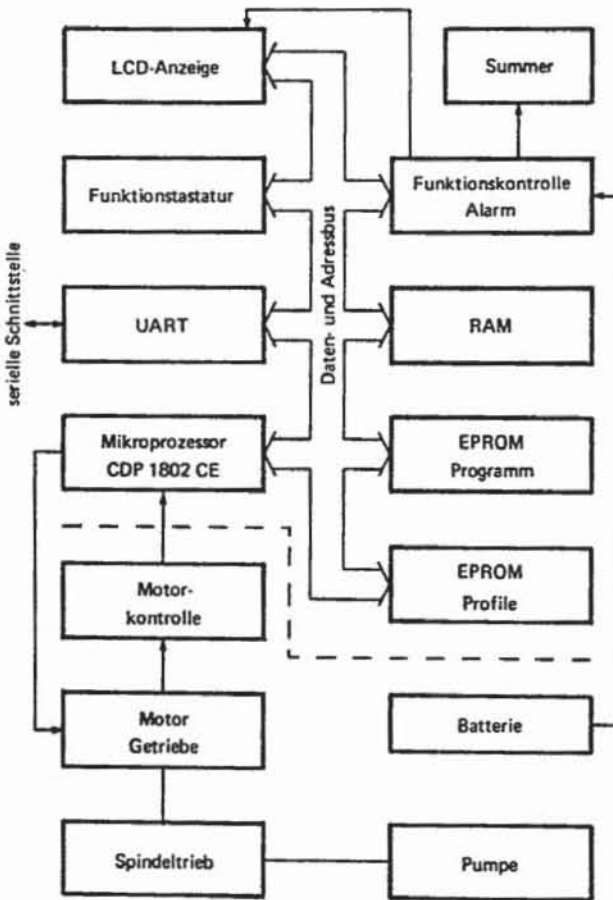 LCD-Anzeige
Summer
Funktionstastatur
Funktionskontrolle
Alarm
serielle Schnittstelle
UART
Daten- und Adressbus
RAM
Mikroprozessor
CDP 1802 CE
EPROM
Programm
Motor-
kontrolle
EPROM
Profile
Motor
Getriebe
Batterie
Spindeltrieb
Pumpe